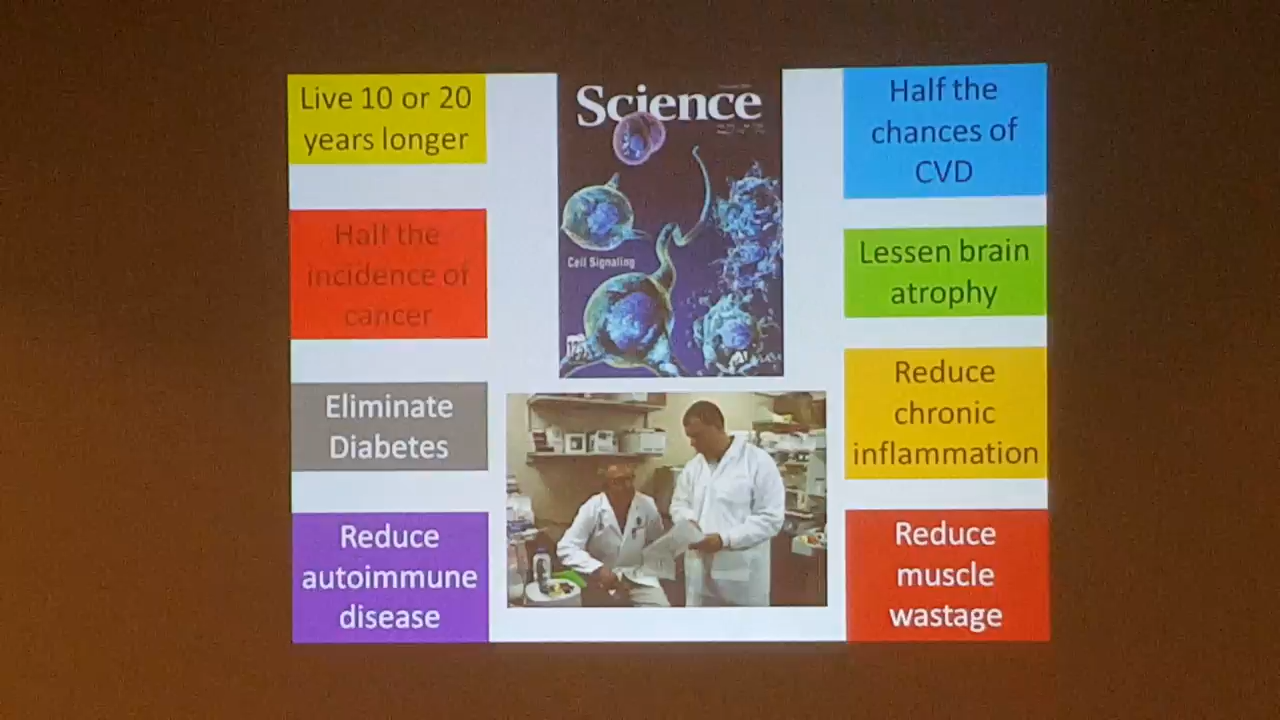 Live 10 or 20
years longer
Half the
incidence of
cancer
Eliminate
Diabetes
Reduce
autoimmune
disease
Science
Cell Signaling
Half the
chances of
CVD
Lessen brain
atrophy
Reduce
chronic
inflammation
Reduce
muscle
wastage